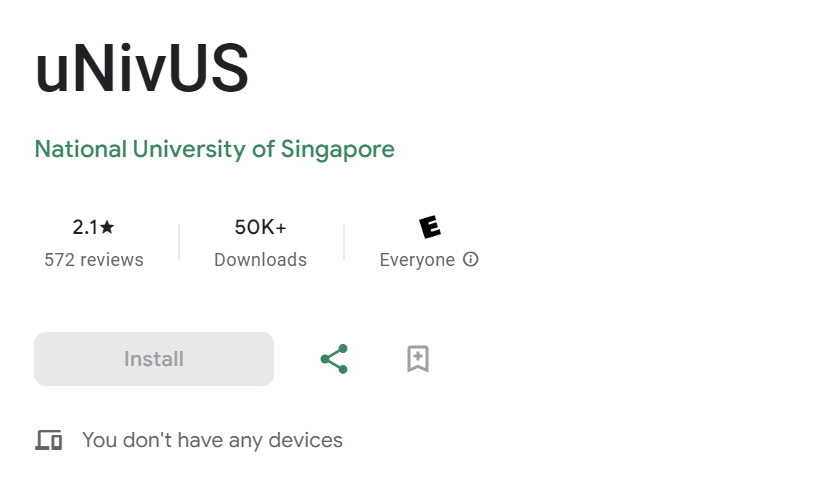 uNivUS
National University of Singapore
2.1★ 50K+ E
572 reviews Downloads Everyone
Install
You don't have any devices